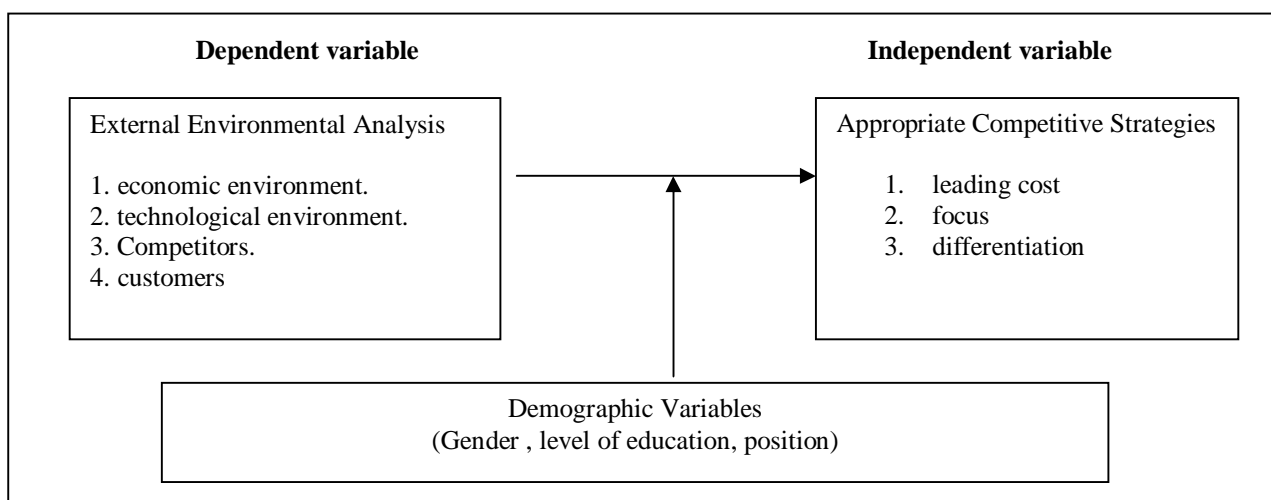 Dependent variable
Independent variable
External Environmental Analysis
1. economic environment.
2. technological environment.
3. Competitors.
4. customers
Appropriate Competitive Strategies
1. leading cost
2. focus
3. differentiation
Demographic Variables
(Gender , level of education, position)